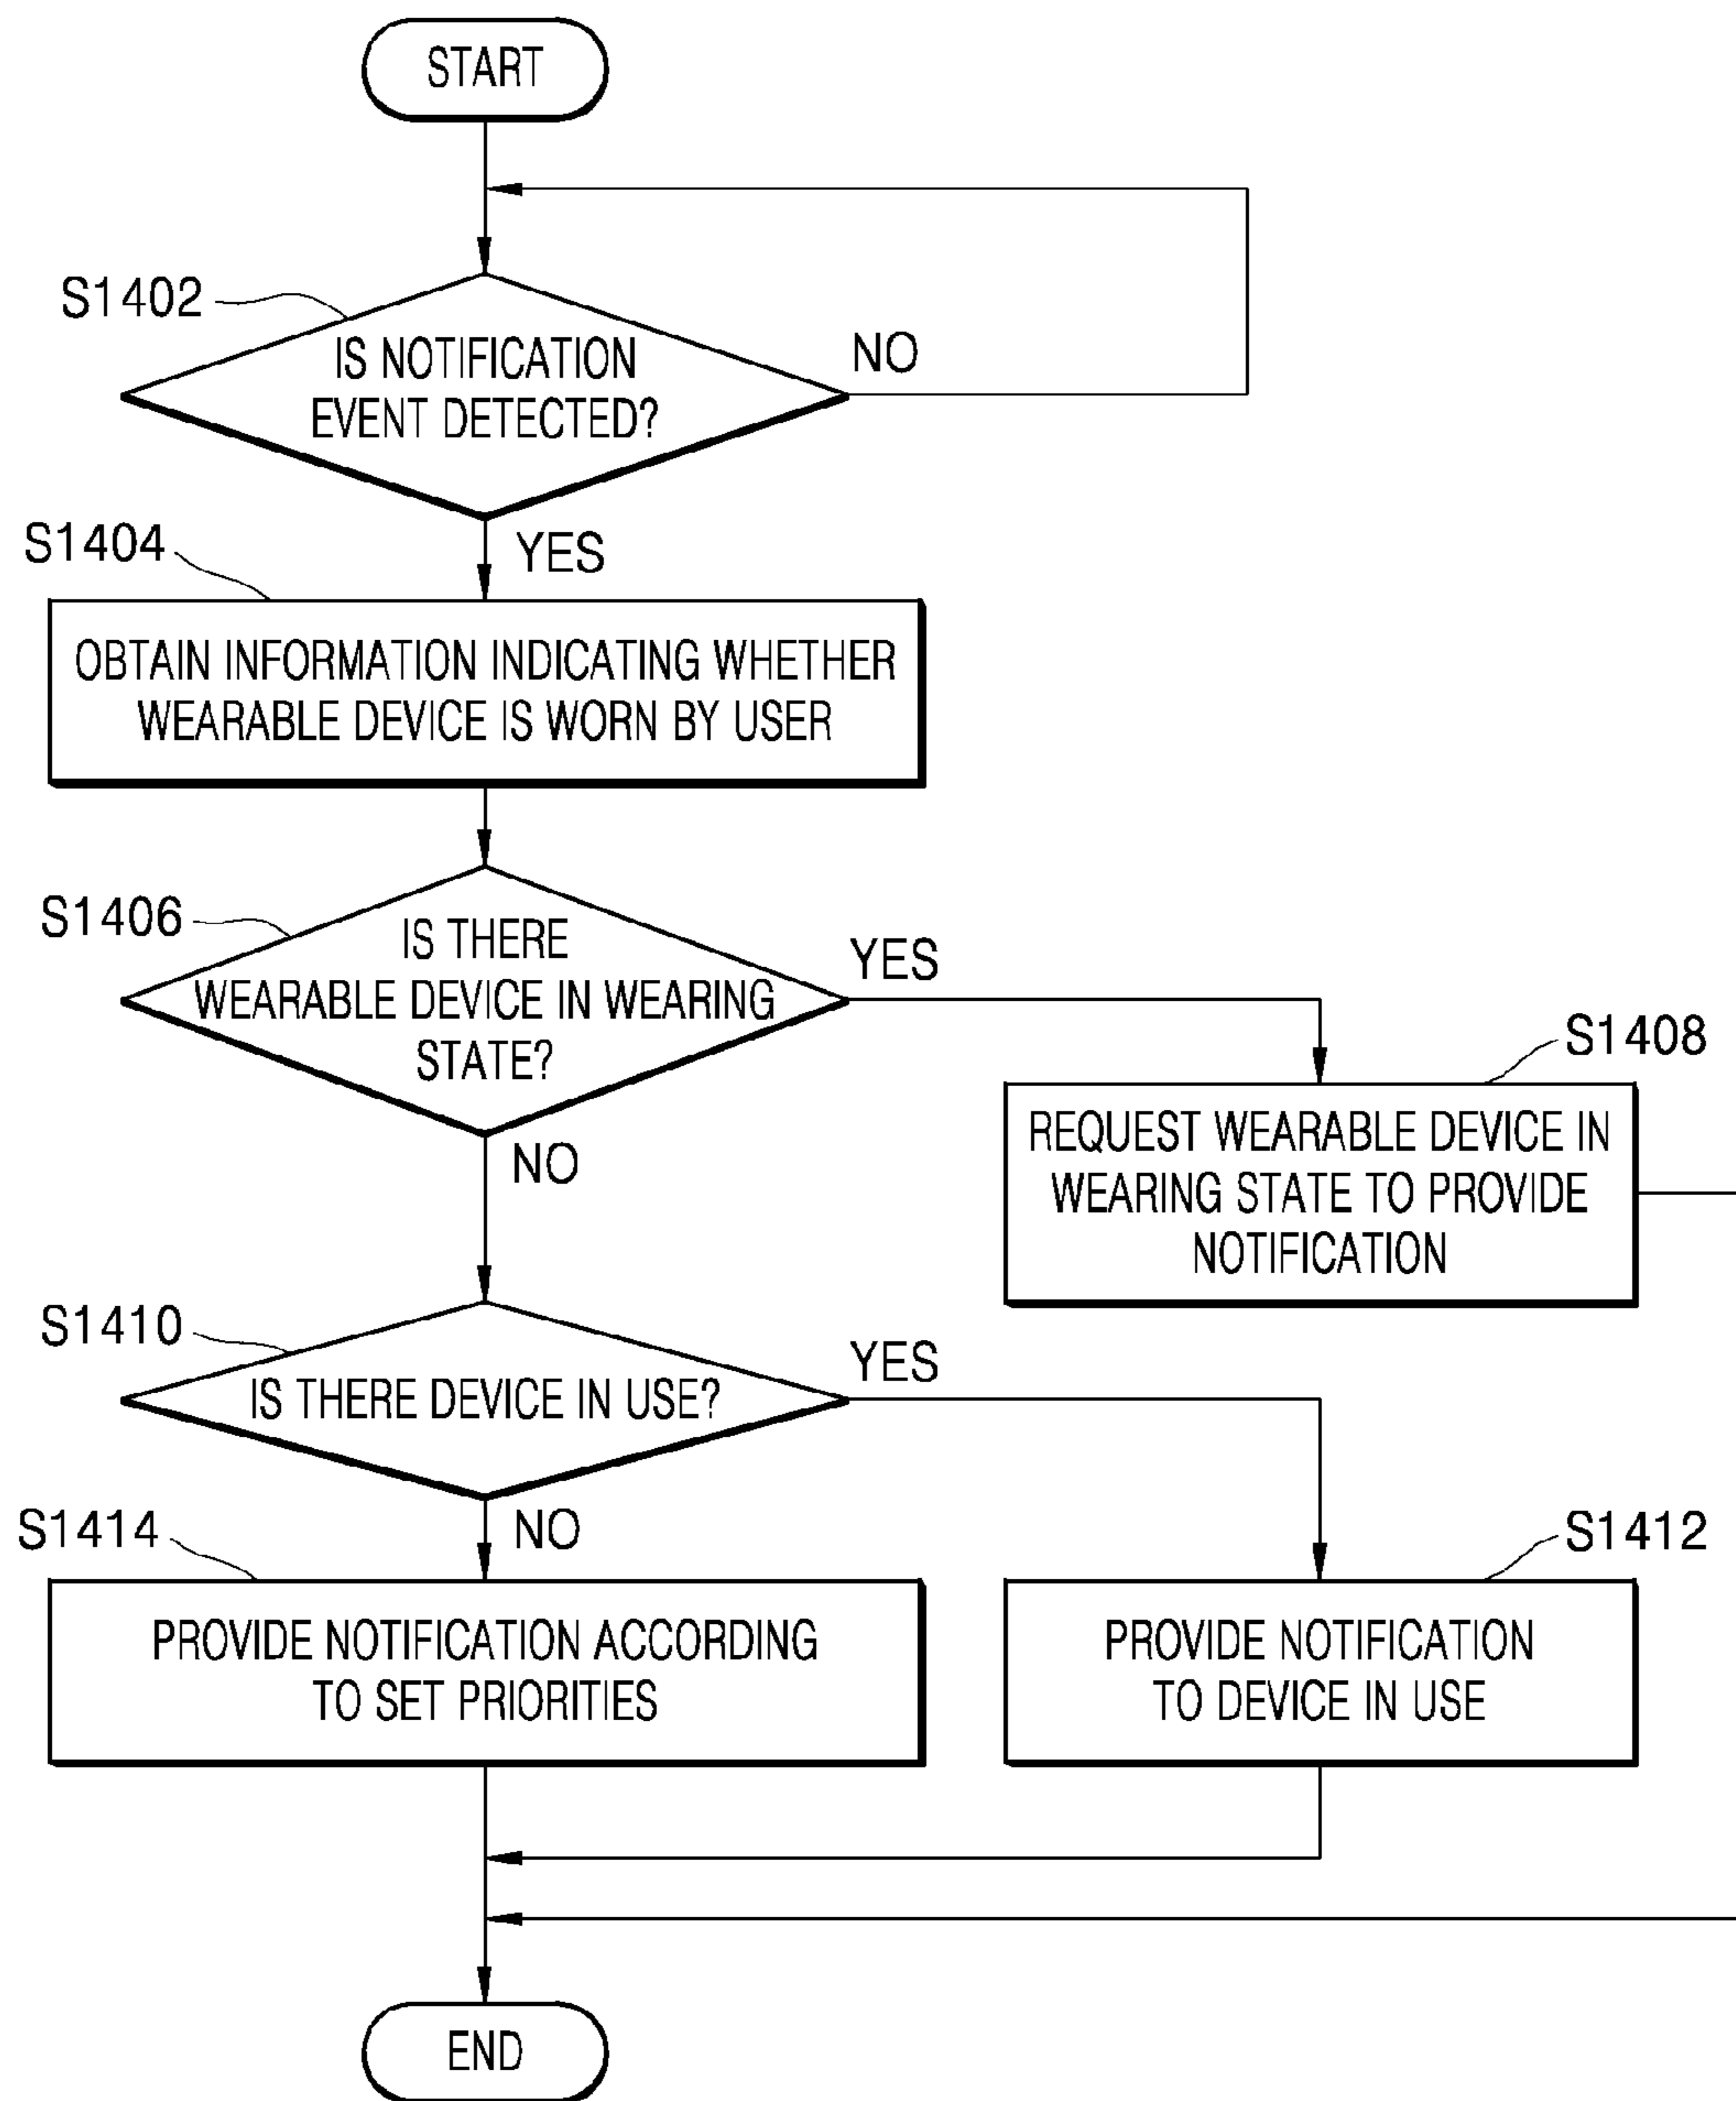 START
S1402
IS NOTIFICATION
EVENT DETECTED?
NO
S1404
YES
OBTAIN INFORMATION INDICATING WHETHER
WEARABLE DEVICE IS WORN BY USER
S1406
IS THERE
WEARABLE DEVICE IN WEARING
STATE?
YES
NO
S1408
REQUEST WEARABLE DEVICE IN
WEARING STATE TO PROVIDE
NOTIFICATION
S1410
IS THERE DEVICE IN USE?
YES
NO
S1414
PROVIDE NOTIFICATION ACCORDING
TO SET PRIORITIES
S1412
PROVIDE NOTIFICATION
TO DEVICE IN USE
END